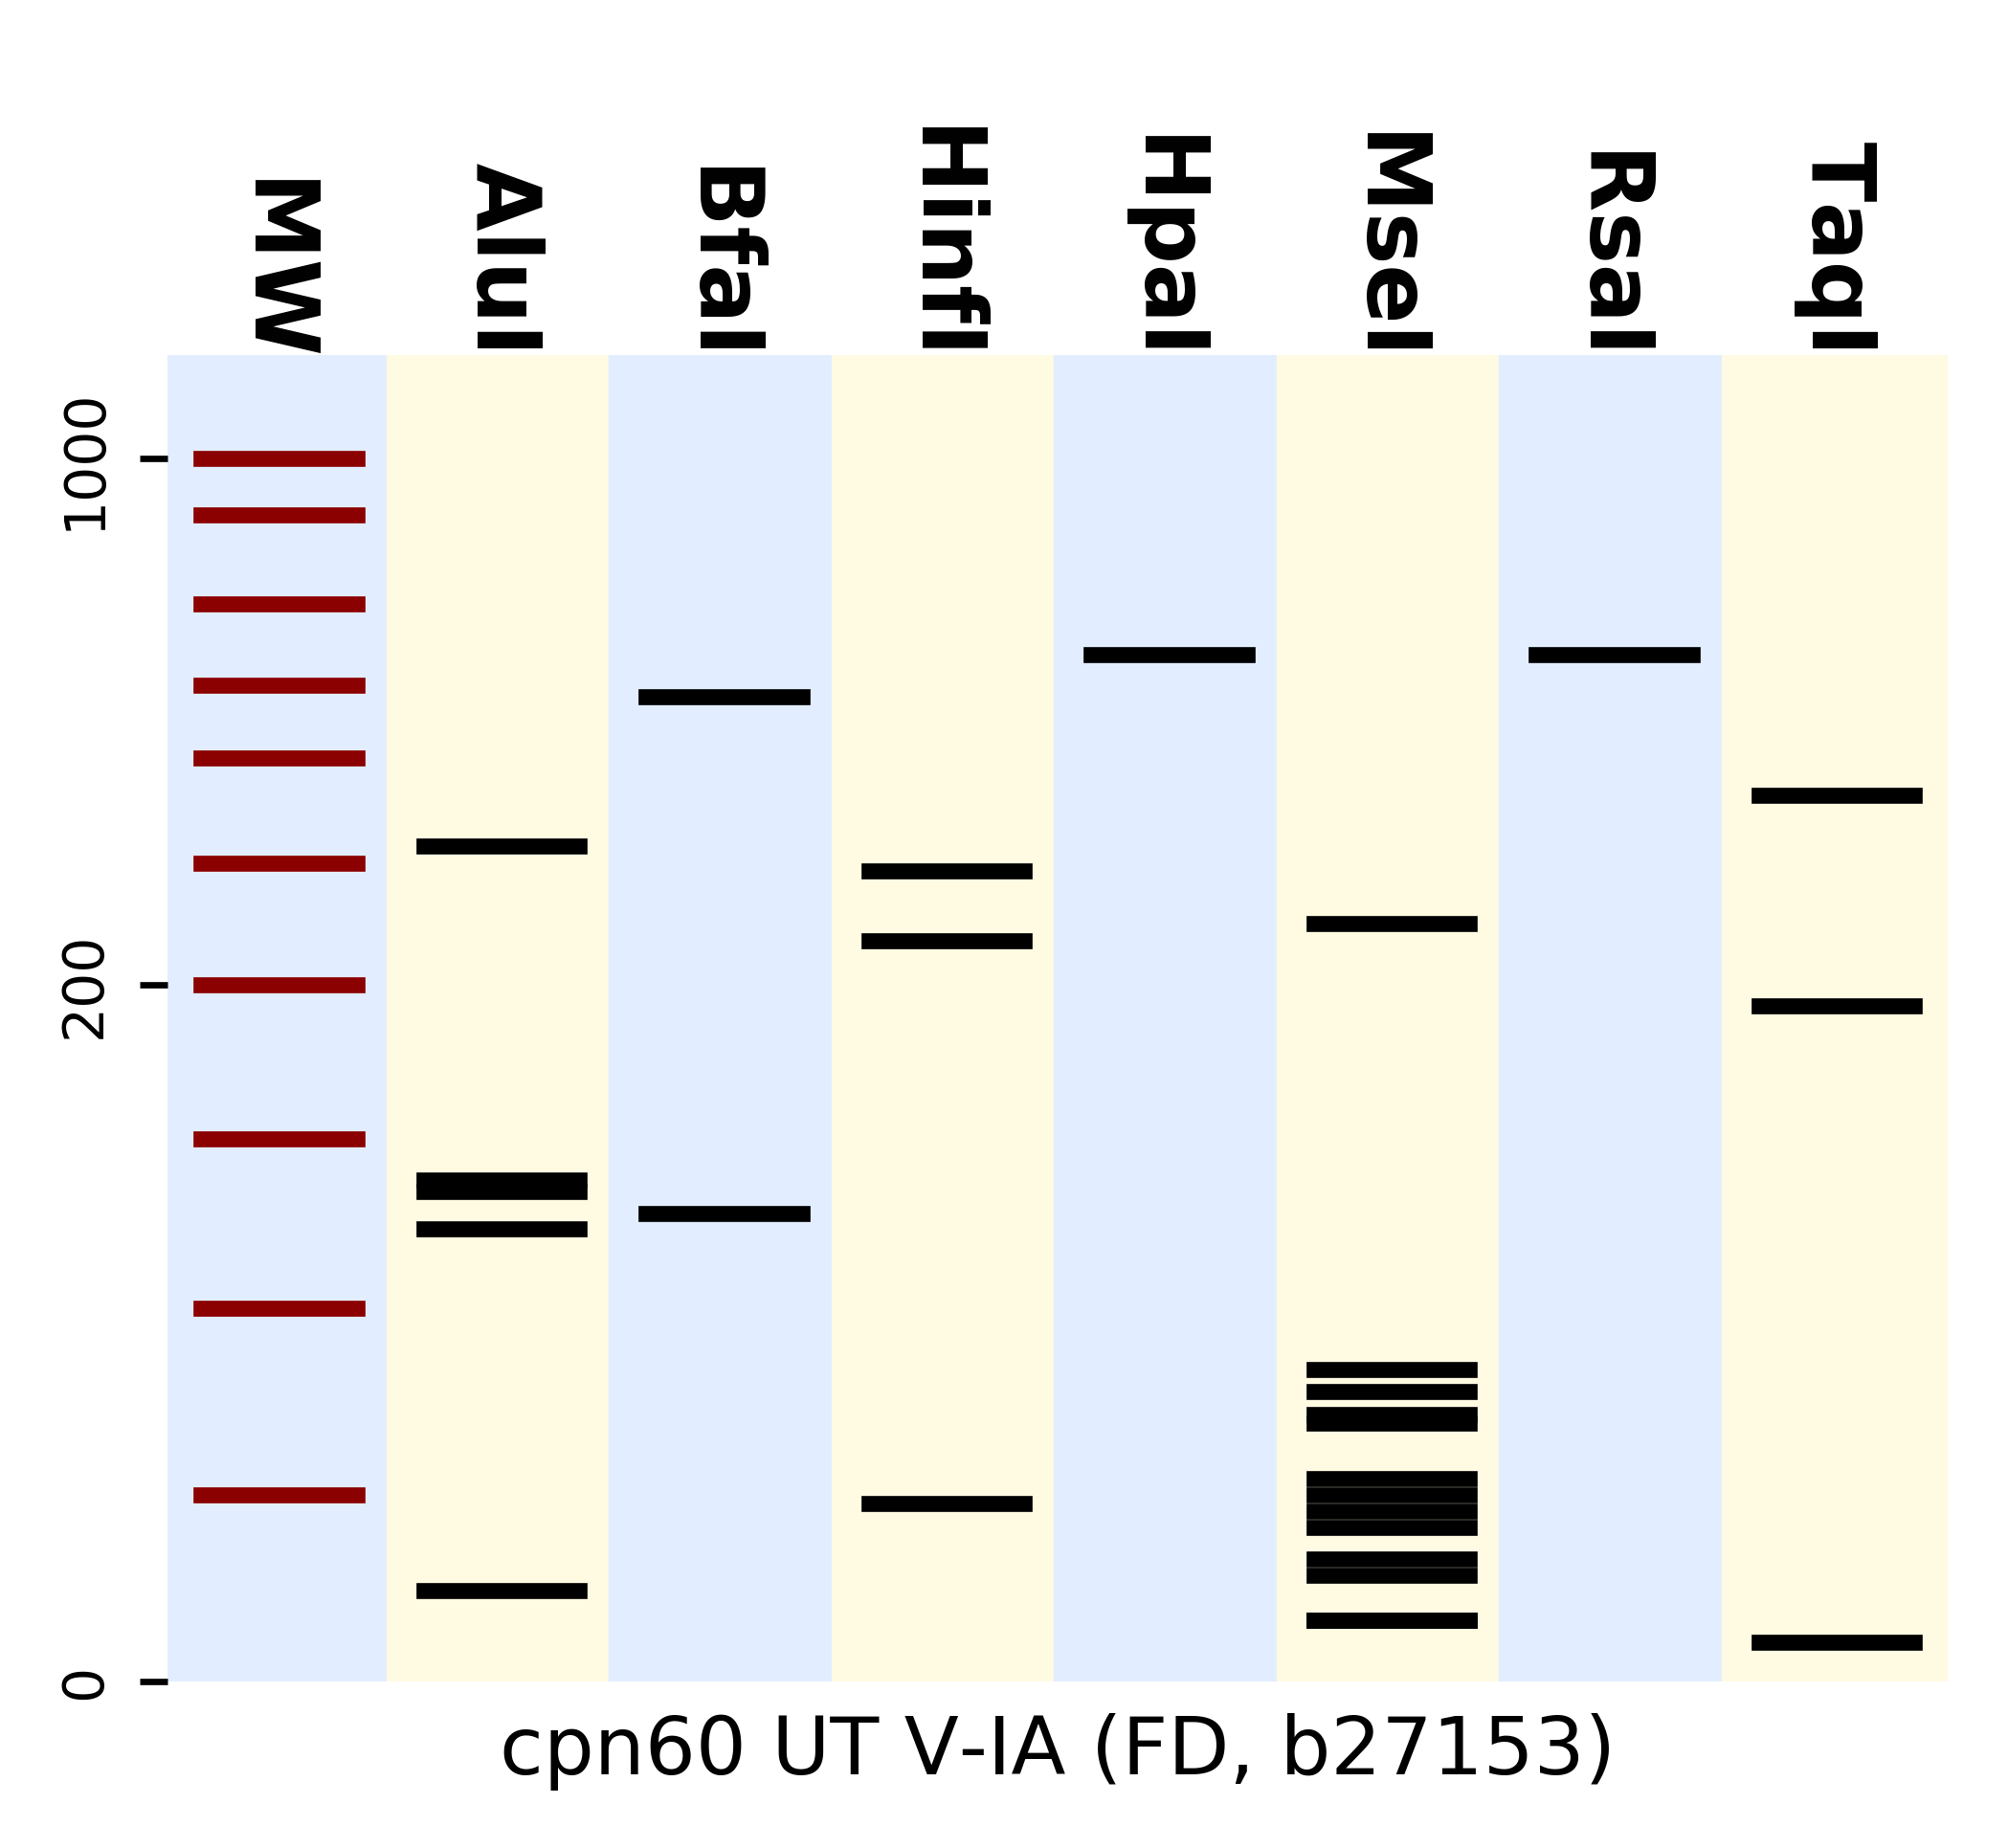 MW
AluI
BfaI
HinfI
HpaI
MseI
RsaI
TaqI
1000
200
0
cpn60 UT V-IA (FD, b27153)